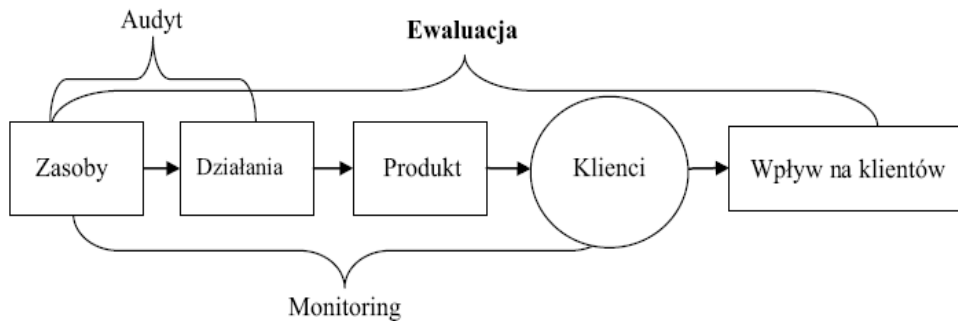 Audyt
Ewaluacja
Zasoby
Działania
Produkt
Klienci
Wpływ na klientów
Monitoring